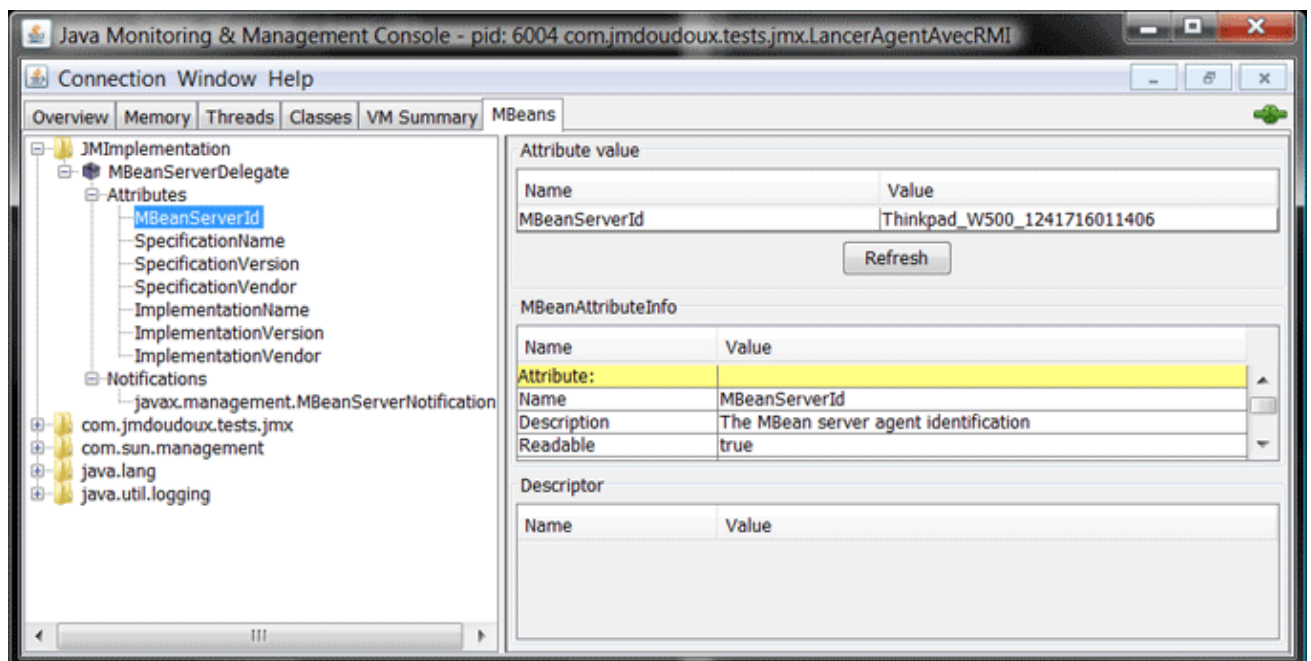 Java Monitoring & Management Console - pid: 6004 com.jmdoudoux.tests.jmx.LancerAgentAvecRMI
Connection Window Help
Overview Memory Threads Classes VM Summary MBeans
JMImplementation
MBeanServerDelegate
Attributes
MBeanServerId
SpecificationName
SpecificationVersion
SpecificationVendor
ImplementationName
ImplementationVersion
ImplementationVendor
Notifications
javax.management.MBeanServerNotification
com.jmdoudoux.tests.jmx
com.sun.management
java.lang
java.util.logging
Attribute value
Name Value
MBeanServerId Thinkpad_W500_1241716011406
Refresh
MBeanAttributeInfo
Name Value
Attribute:
Name MBeanServerId
Description The MBean server agent identification
Readable true
Descriptor
Name Value